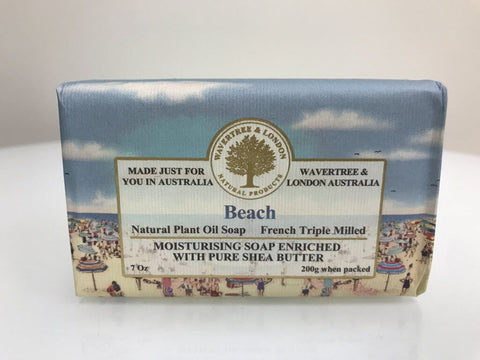 WAVERTREE & LONDON
NATURAL PRODUCTS
MADE JUST FOR
YOU IN AUSTRALIA
WAVERTREE &
LONDON AUSTRALIA
Beach
Natural Plant Oil Soap French Triple Milled
MOISTURISING SOAP ENRICHED
WITH PURE SHEA BUTTER
7 Oz 200g when packed